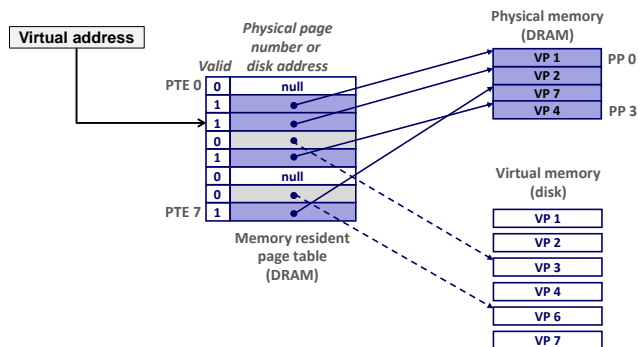 Virtual address
Physical page
number or
disk address
Valid
PTE 0
0
null
1
1
0
1
0
null
0
PTE 7
1
Memory resident
page table
(DRAM)
Physical memory
(DRAM)
VP 1
PP 0
VP 2
VP 7
VP 4
PP 3
Virtual memory
(disk)
VP 1
VP 2
VP 3
VP 4
VP 6
VP 7